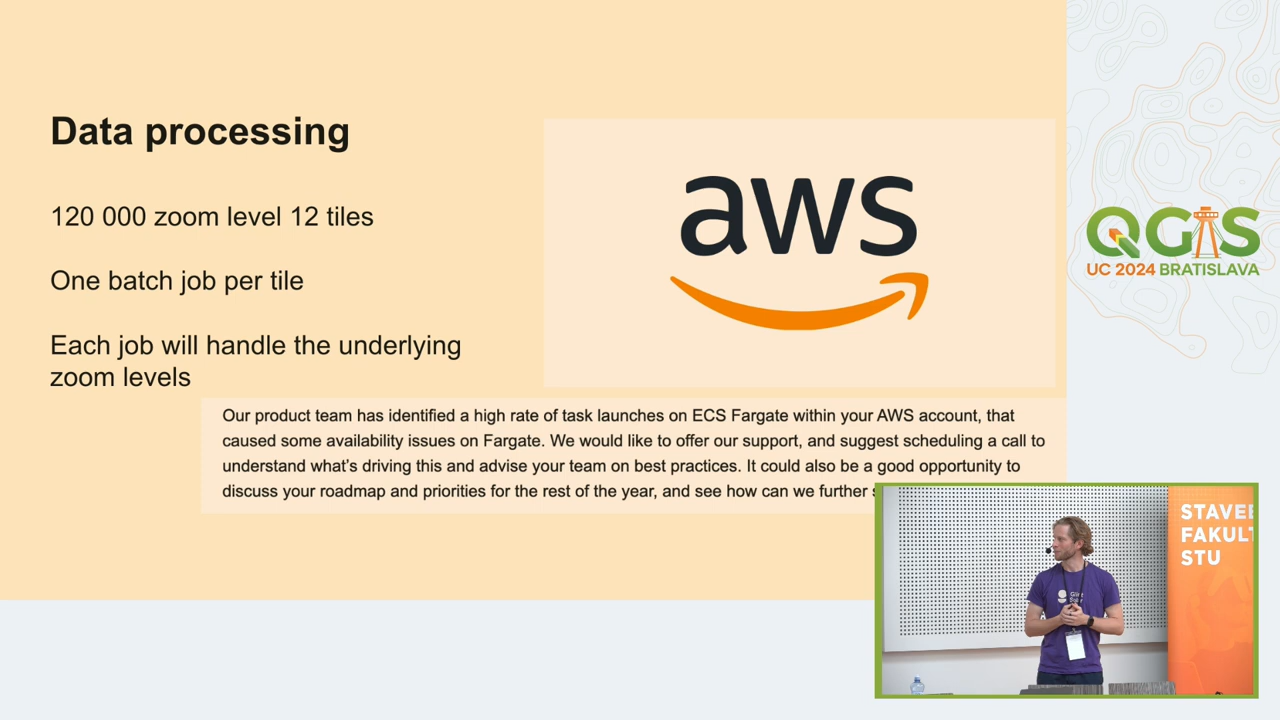 Data processing
120 000 zoom level 12 tiles
One batch job per tile
Each job will handle the underlying
zoom levels
aws
Our product team has identified a high rate of task launches on ECS Fargate within your AWS account, that
caused some availability issues on Fargate. We would like to offer our support, and suggest scheduling a call to
understand what's driving this and advise your team on best practices. It could also be a good opportunity to
discuss your roadmap and priorities for the rest of the year, and see how can we further
QGIS
UC 2024 BRATISLAVA
FAKULT
STU